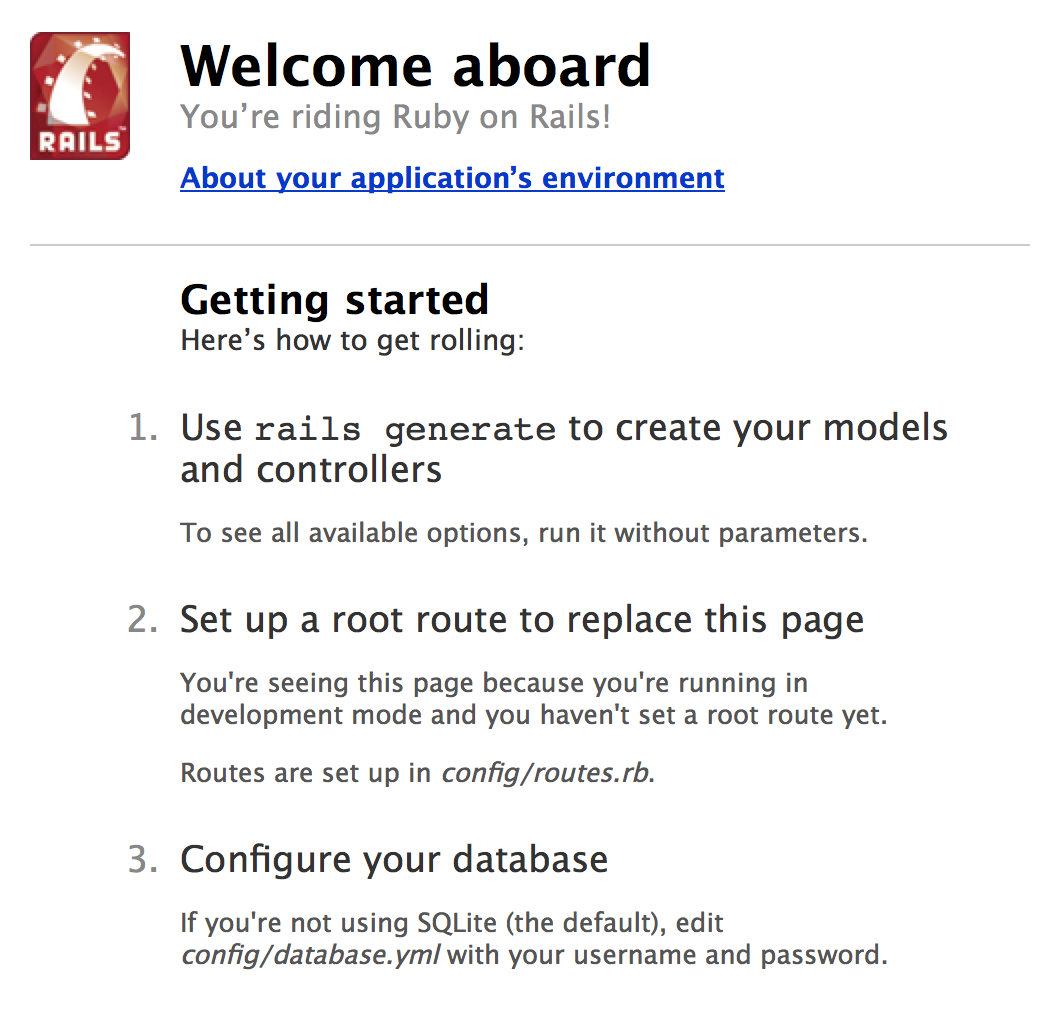 RAILS™
Welcome aboard
You’re riding Ruby on Rails!
About your application’s environment
Getting started
Here’s how to get rolling:
1. Use rails generate to create your models
and controllers
To see all available options, run it without parameters.
2. Set up a root route to replace this page
You're seeing this page because you're running in
development mode and you haven't set a root route yet.
Routes are set up in config/routes.rb.
3. Configure your database
If you're not using SQLite (the default), edit
config/database.yml with your username and password.